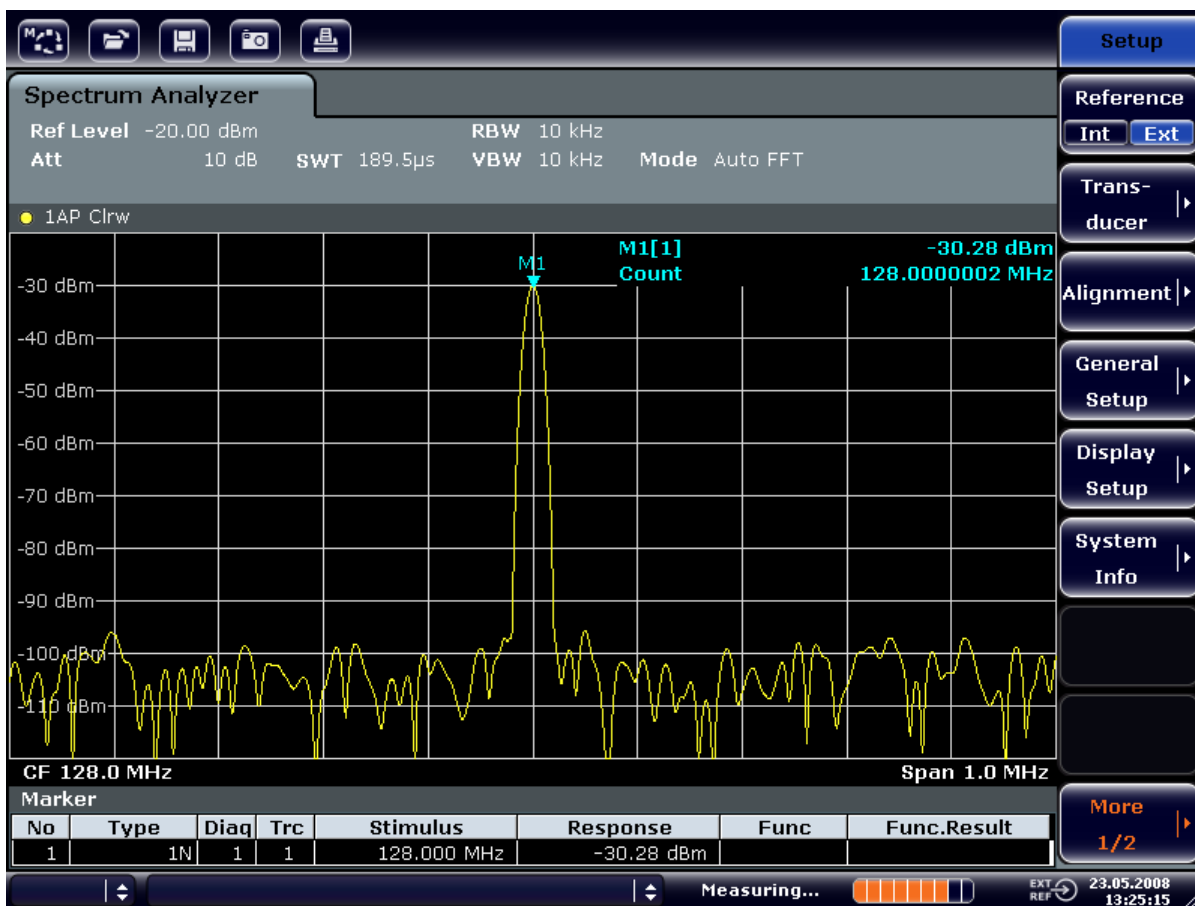 Setup
Spectrum Analyzer
Ref Level -20.00 dBm RBW 10 kHz
Att 10 dB SWT 189.5µs VBW 10 kHz Mode Auto FFT
1AP Clrw
M1[1] -30.28 dBm
Count 128.0000002 MHz
M1
-30 dBm
-40 dBm
-50 dBm
-60 dBm
-70 dBm
-80 dBm
-90 dBm
-100 dBm
-110 dBm
CF 128.0 MHz Span 1.0 MHz
Marker
No Type Diaq Trc Stimulus Response Func Func.Result
1 1N 1 1 128.000 MHz -30.28 dBm
Measuring... EXT REF 23.05.2008
13:25:15
Reference
Int Ext
Trans-
ducer
Alignment
General
Setup
Display
Setup
System
Info
More
1/2
M